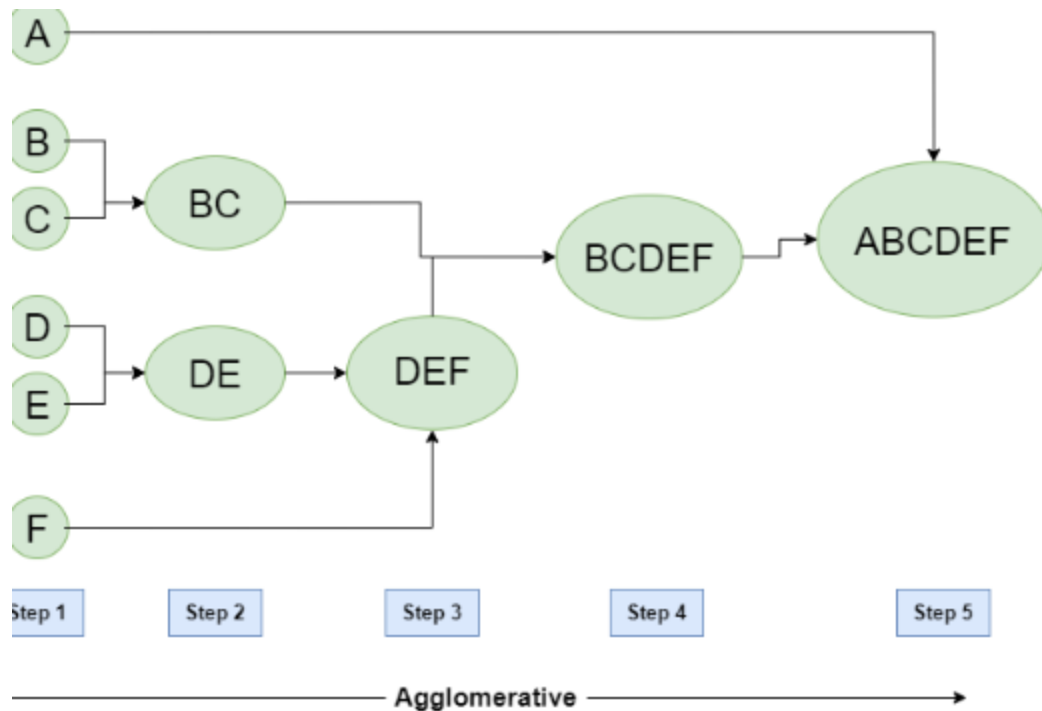 A
B
C
BC
BCDEF
ABCDEF
D
E
DE
DEF
F
Step 1
Step 2
Step 3
Step 4
Step 5
Agglomerative